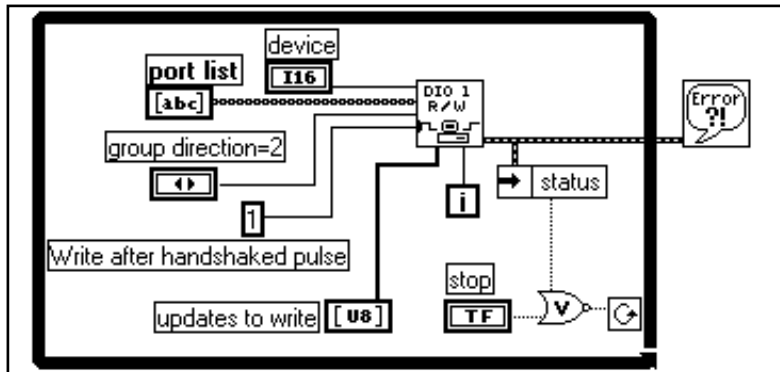 device
I16
port list
[abc]
DIO 1
R/W
Error
?!
group direction=2
status
i
1
Write after handshaked pulse
stop
TF
V
updates to write
[U8]